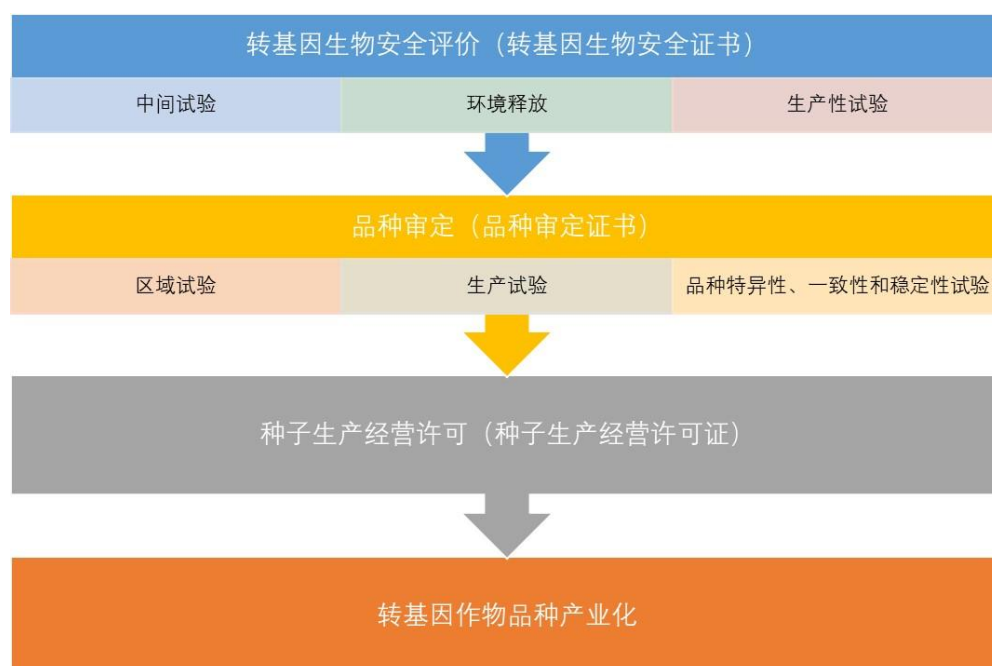 转基因生物安全评价（转基因生物安全证书）
中间试验
环境释放
生产性试验
品种审定（品种审定证书）
区域试验
生产试验
品种特异性、一致性和稳定性试验
种子生产经营许可（种子生产经营许可证）
转基因作物品种产业化